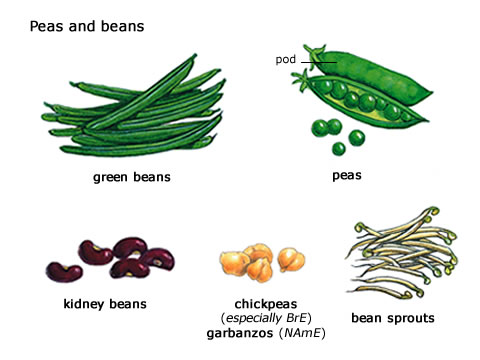 Peas and beans
pod
green beans
peas
kidney beans
chickpeas
(especially BrE)
garbanzos (NAmE)
bean sprouts